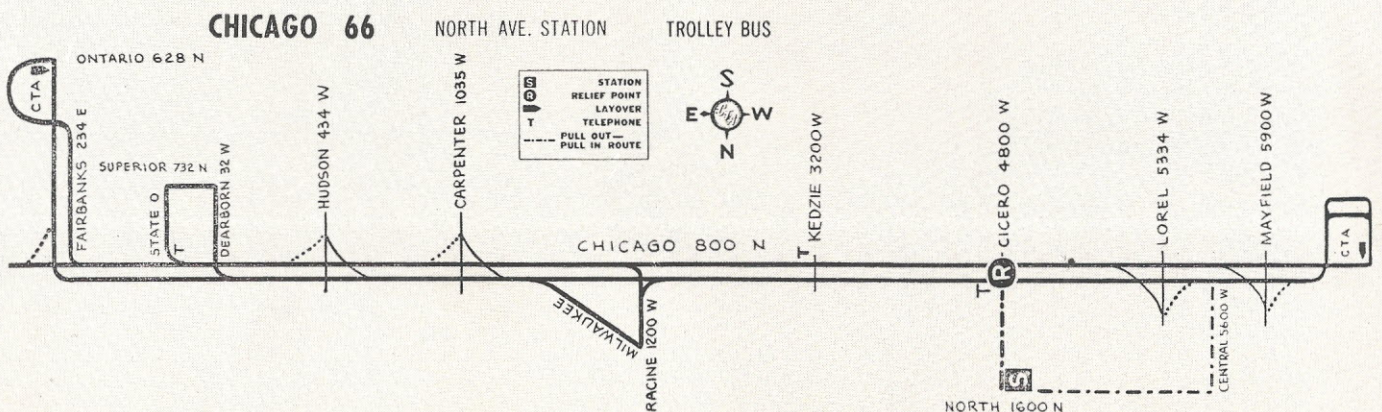 CHICAGO 66 NORTH AVE. STATION TROLLEY BUS
ONTARIO 628 N
CTA
FAIRBANKS 234 E
SUPERIOR 732 N
STATE 0
T
DEARBORN 32 W
HUDSON 434 W
CARPENTER 1035 W
S STATION
R RELIEF POINT
LAYOVER
T TELEPHONE
PULL OUT—
PULL IN ROUTE
S
E W
N
CHICAGO 800 N
MILWAUKEE
RACINE 1200 W
T
KEDZIE 3200W
CICERO 4800 W
R
T
LOREL 5334 W
MAYFIELD 5900W
CTA
CENTRAL 5600 W
S
NORTH 1600 N